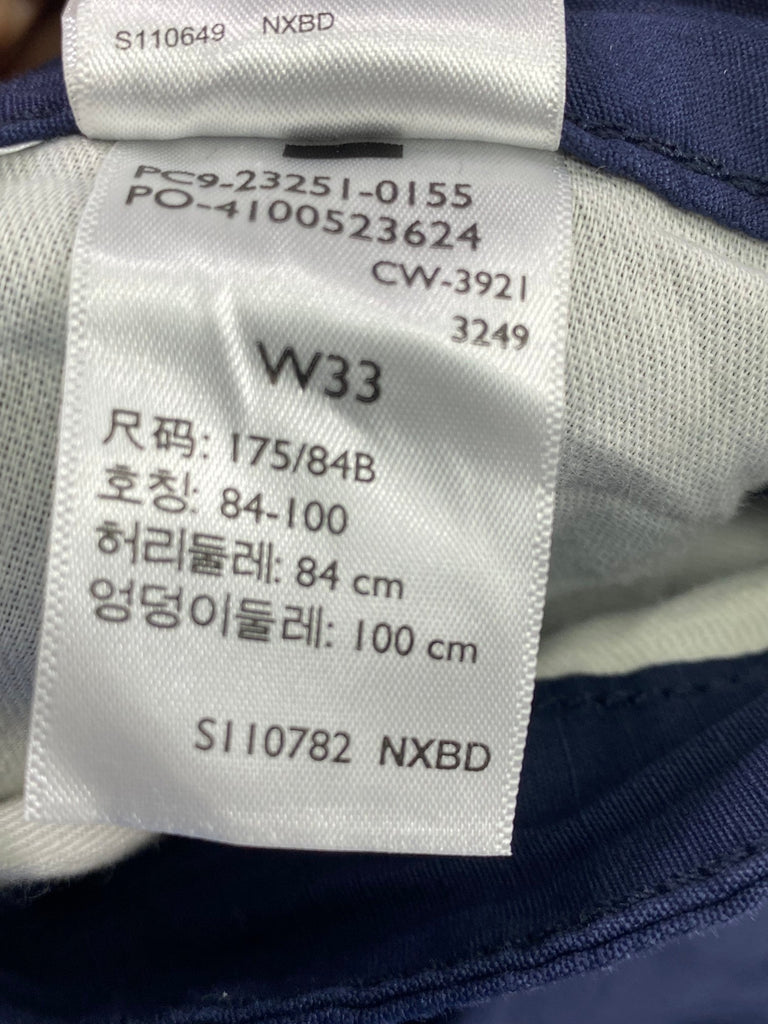 S110649 NXBD
PC9-23251-0155
PO-4100523624
CW-3921
3249
W33
尺码: 175/84B
호칭: 84-100
허리둘레: 84 cm
엉덩이둘레: 100 cm
S110782 NXBD